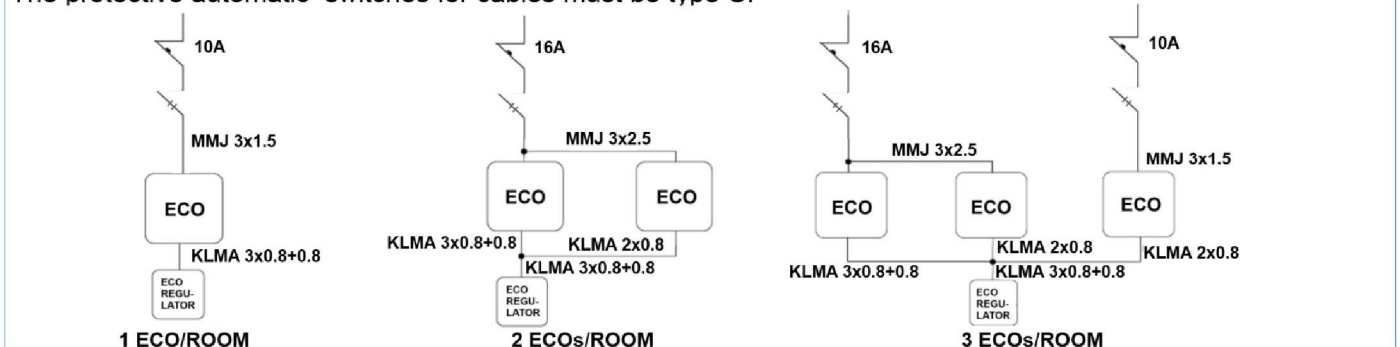 The protective automatic switches for cables must be type C.
10A
MMJ 3x1.5
ECO
KLMA 3x0.8+0.8
ECO
REGU-
LATOR
1 ECO/ROOM
16A
MMJ 3x2.5
ECO
ECO
KLMA 3x0.8+0.8
KLMA 2x0.8
KLMA 3x0.8+0.8
ECO
REGU-
LATOR
2 ECOs/ROOM
16A
10A
MMJ 3x2.5
MMJ 3x1.5
ECO
ECO
ECO
KLMA 2x0.8
KLMA 2x0.8
KLMA 3x0.8+0.8
KLMA 3x0.8+0.8
ECO
REGU-
LATOR
3 ECOs/ROOM